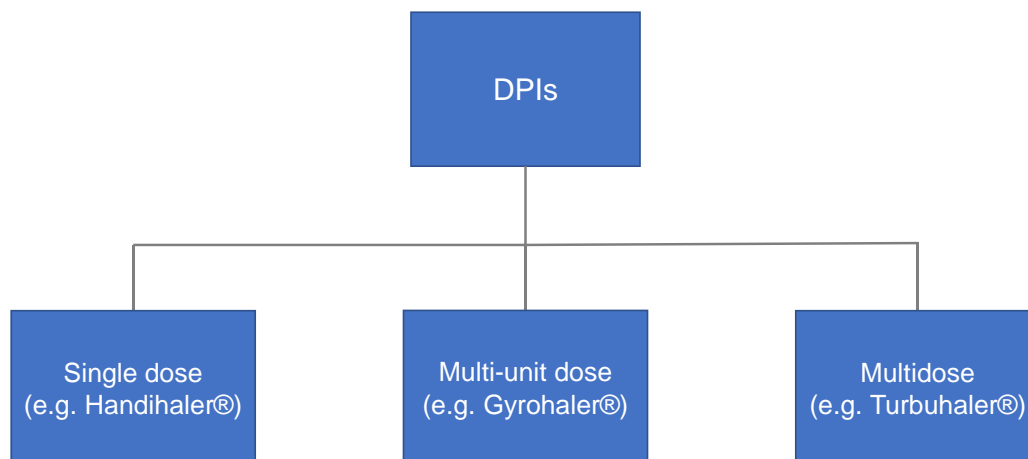 DPIs
Single dose
(e.g. Handihaler®)
Multi-unit dose
(e.g. Gyrohaler®)
Multidose
(e.g. Turbuhaler®)